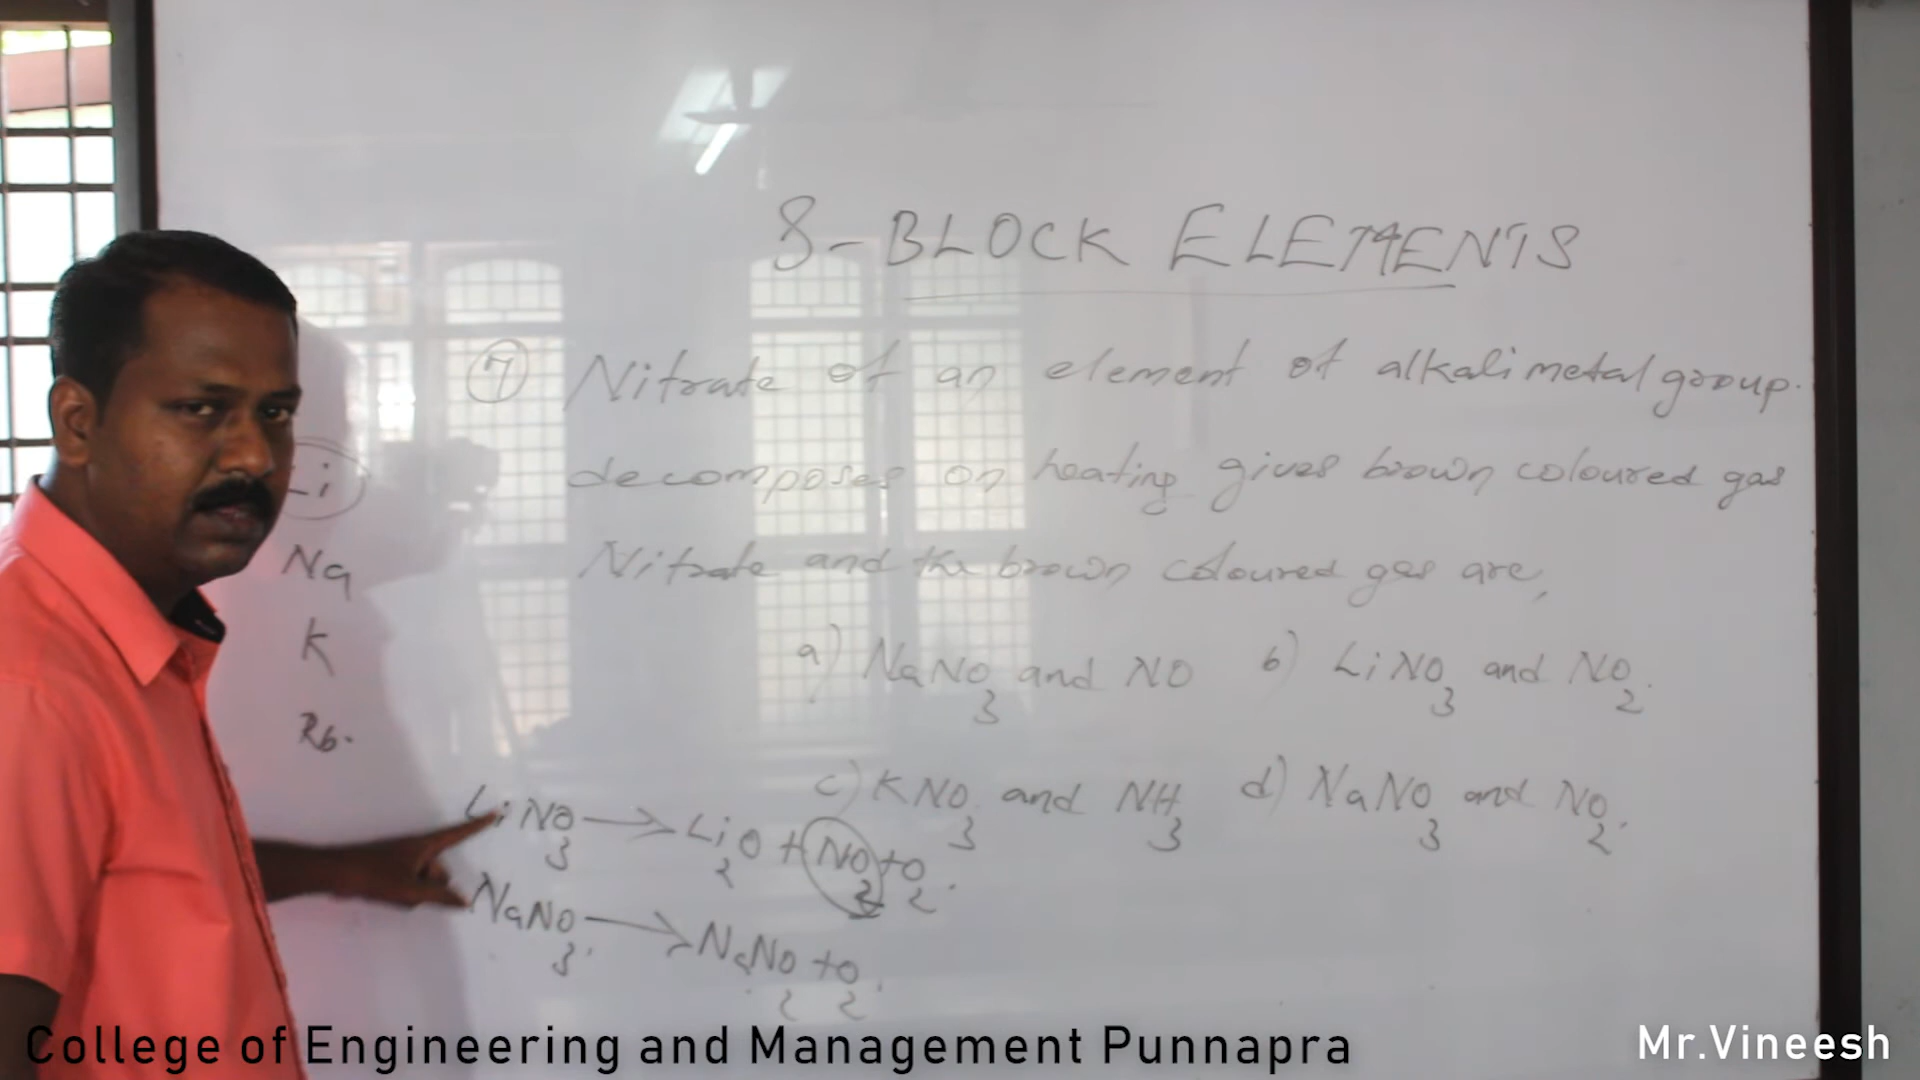 S-BLOCK ELEMENTS
7 Nitrate of an element of alkali metal group.
decomposes on heating gives brown coloured gas
Nitrate and the brown coloured gas are,
a) NaNO3 and NO b) LiNO3 and NO2.
c) KNO3 and NH3 d) NaNO3 and NO2.
Li
Na
K
Rb.
LiNO3 → Li2O + NO2 + O2.
NaNO3. → NaNO2 + O2.
College of Engineering and Management Punnapra
Mr.Vineesh